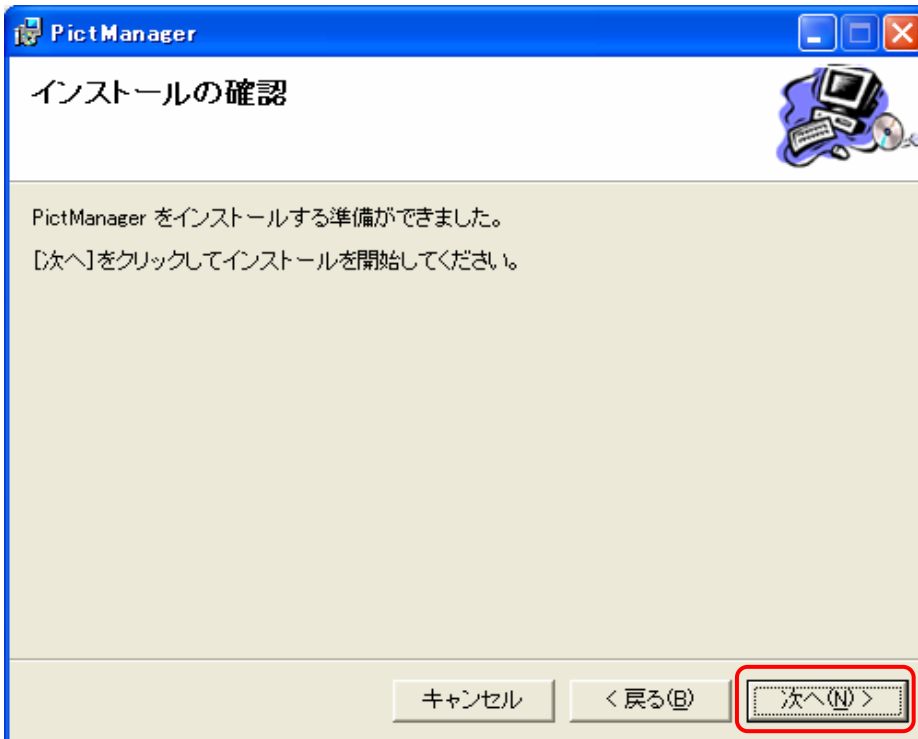 PictManager
インストールの確認
PictManager をインストールする準備ができました。
[次へ]をクリックしてインストールを開始してください。
キャンセル
< 戻る(B)
次へ(N) >